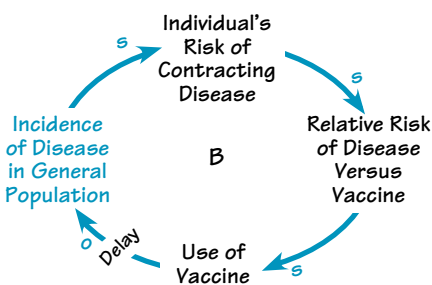 Individual's
Risk of
Contracting
Disease
s
s
Incidence
of Disease
in General
Population
B
Relative Risk
of Disease
Versus
Vaccine
o
Delay
Use of
Vaccine
s